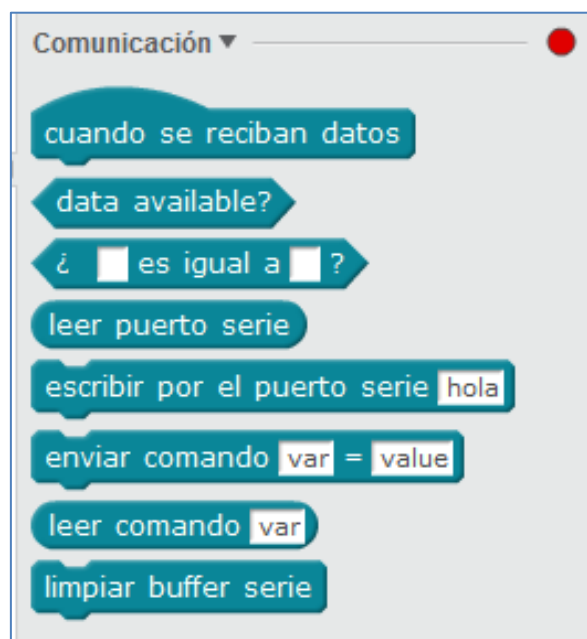 Comunicación
cuando se reciban datos
data available?
¿ es igual a ?
leer puerto serie
escribir por el puerto serie hola
enviar comando var = value
leer comando var
limpiar buffer serie